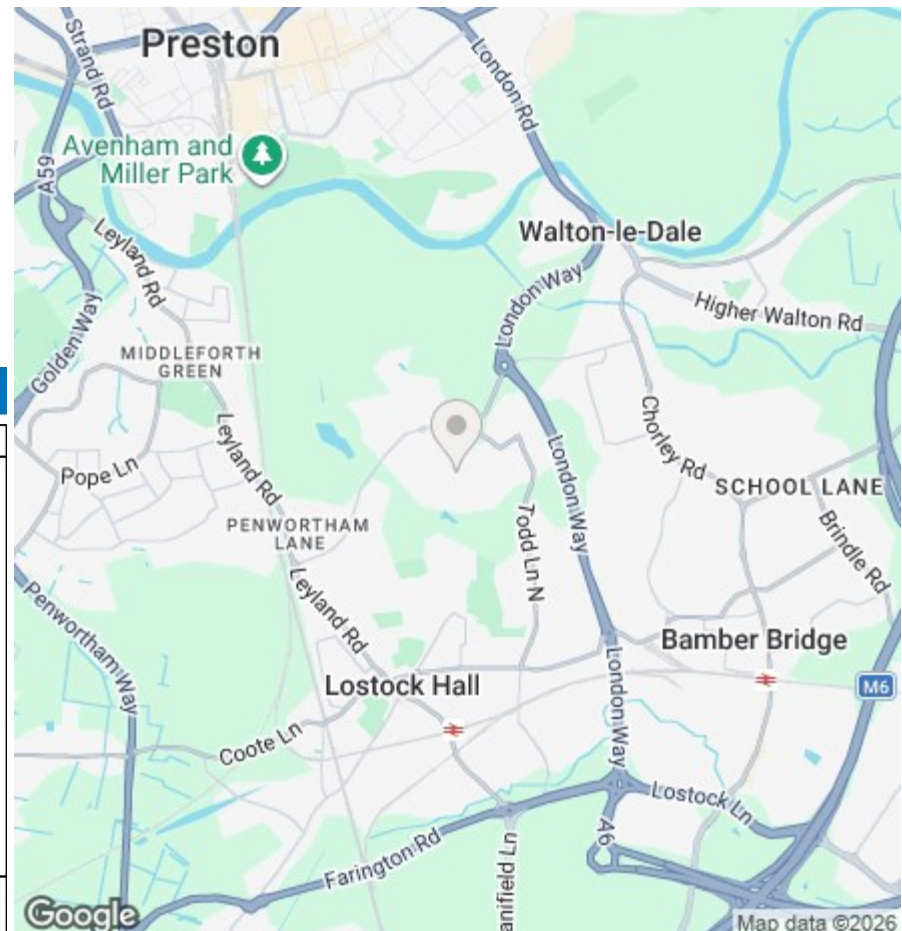 Preston
Strand Rd
London Rd
Avenham and
Miller Park
A59
Leyland Rd
Walton-le-Dale
London Way
Higher Walton Rd
Golden Way
MIDDLEFORTH
GREEN
Leyland Rd
Chorley Rd
Pope Ln
London Way
SCHOOL LANE
PENWORTHAM
LANE
Todd Ln N
Brindle Rd
Leyland Rd
Penwortham Way
Bamber Bridge
Lostock Hall
London Way
M6
Coote Ln
Lostock Ln
A6
Farington Rd
anifield Ln
Google
Map data ©2026